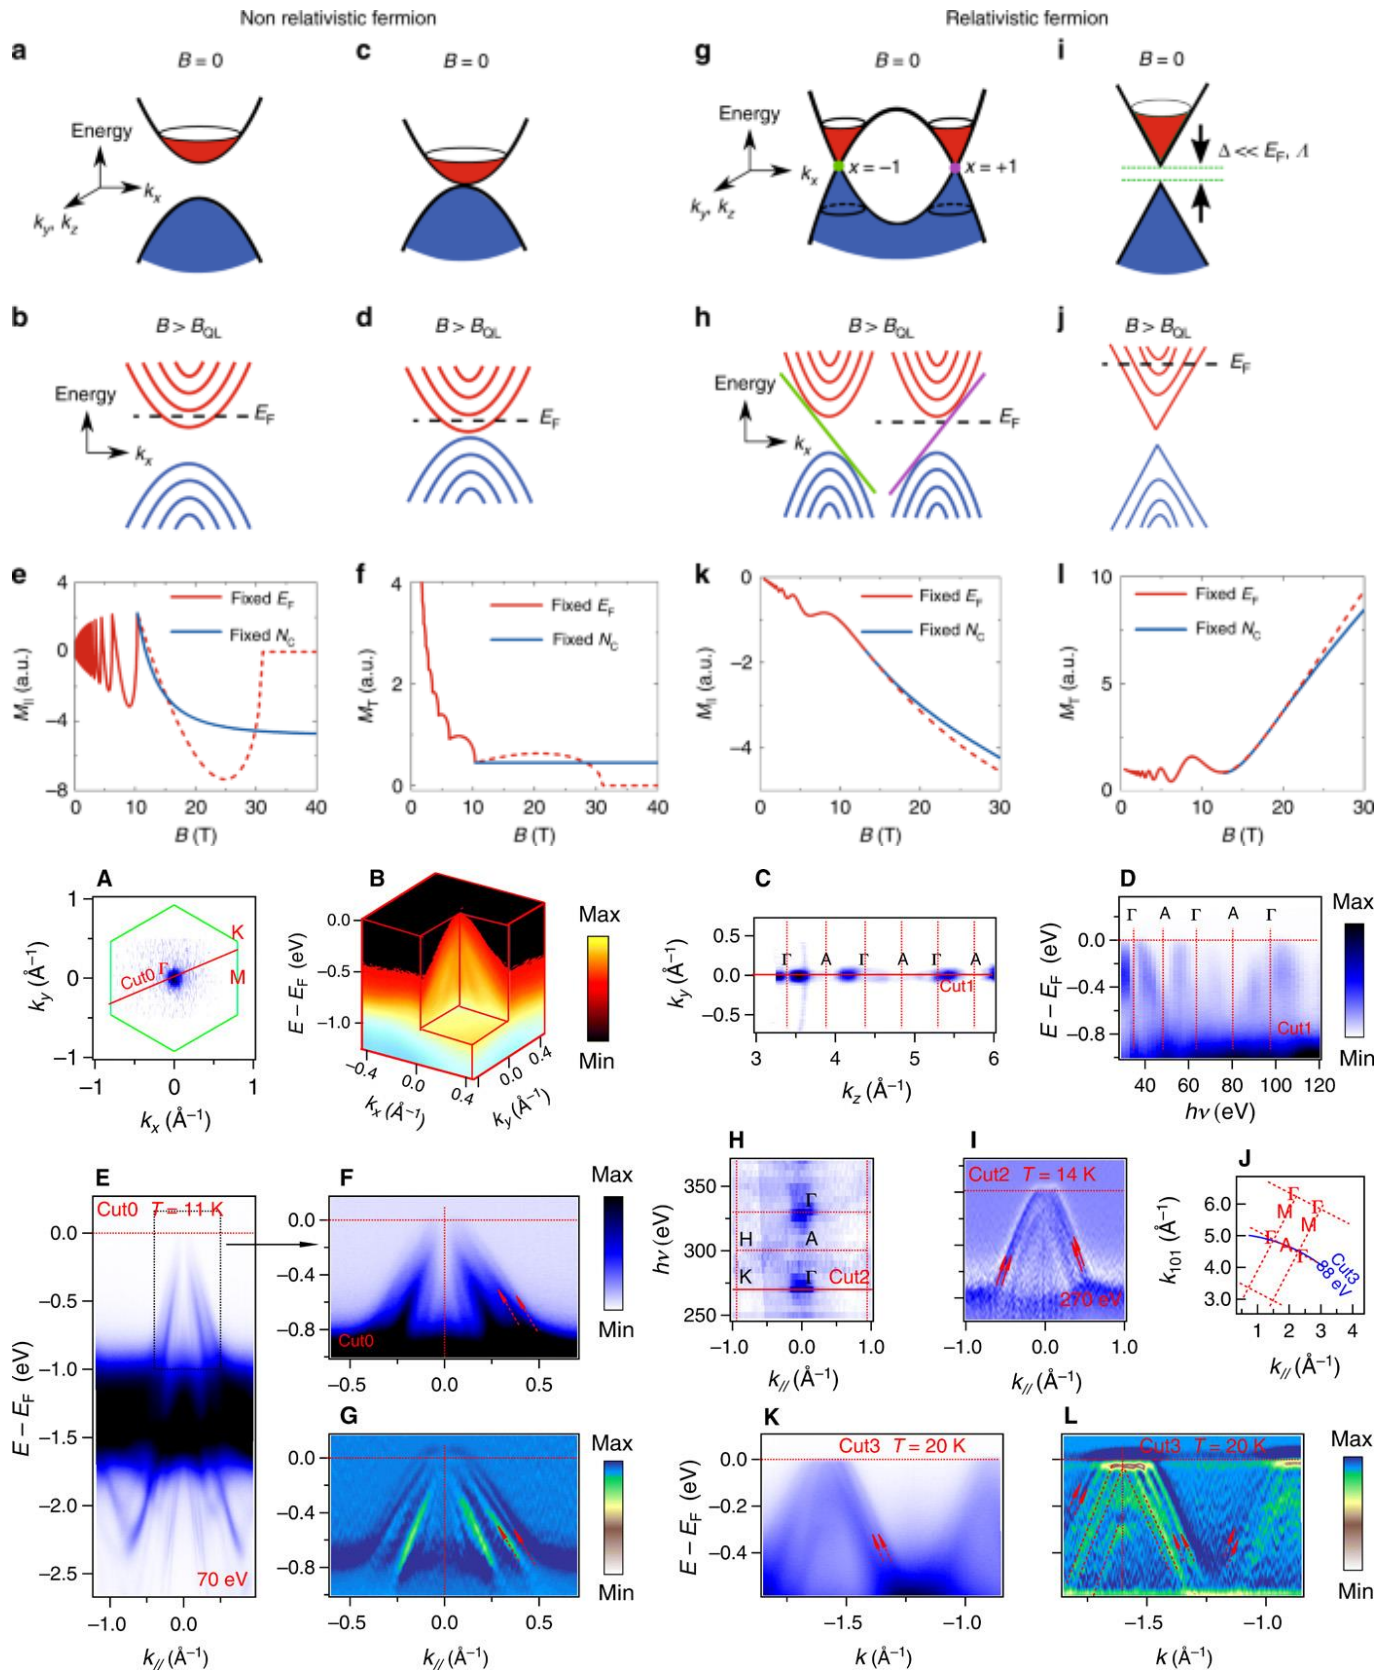 Non relativistic fermion
Relativistic fermion
a
B = 0
c
B = 0
g
B = 0
i
B = 0
Energy
k_x
k_y, k_z
k_x
k_y, k_z
x = −1
x = +1
Δ << E_F, Λ
b
B > B_QL
d
B > B_QL
h
B > B_QL
j
B > B_QL
Energy
k_x
E_F
E_F
Energy
k_x
E_F
E_F
e
4
0
−4
−8
M_|| (a.u.)
Fixed E_F
Fixed N_C
0 10 20 30 40
B (T)
f
4
2
0
M_T (a.u.)
Fixed E_F
Fixed N_C
0 10 20 30 40
B (T)
k
0
−2
−4
M_|| (a.u.)
Fixed E_F
Fixed N_C
0 10 20 30
B (T)
l
10
5
0
M_T (a.u.)
Fixed E_F
Fixed N_C
0 10 20 30
B (T)
A
1
0
−1
k_y (Å⁻¹)
K
M
Cut0 Γ
−1 0 1
k_x (Å⁻¹)
B
0.0
−0.5
−1.0
E − E_F (eV)
−0.4 0.0 0.4
k_x (Å⁻¹)
0.0 0.4
k_y (Å⁻¹)
Max
Min
C
0.5
0.0
−0.5
k_y (Å⁻¹)
Γ A Γ A Γ A
Cut1
3 4 5 6
k_z (Å⁻¹)
D
Γ A Γ A Γ
0.0
−0.4
−0.8
E − E_F (eV)
Cut1
40 60 80 100 120
hν (eV)
Max
Min
E
Cut0 T = 11 K
0.0
−0.5
−1.0
−1.5
−2.0
−2.5
E − E_F (eV)
70 eV
−1.0 0.0
k_// (Å⁻¹)
F
0.0
−0.4
−0.8
Cut0
−0.5 0.0 0.5
Max
Min
G
0.0
−0.4
−0.8
−0.5 0.0 0.5
k_// (Å⁻¹)
Max
Min
H
350
300
250
hν (eV)
Γ
H A
K Γ
Cut2
−1.0 0.0 1.0
k_// (Å⁻¹)
I
Cut2 T = 14 K
270 eV
−1.0 0.0 1.0
k_// (Å⁻¹)
J
6.0
5.0
4.0
3.0
k_101 (Å⁻¹)
Γ
M Γ
M
Γ A Γ
Cut3
88 eV
1 2 3 4
k_// (Å⁻¹)
K
Cut3 T = 20 K
0.0
−0.2
−0.4
E − E_F (eV)
−1.5 −1.0
k (Å⁻¹)
L
Cut3 T = 20 K
−1.5 −1.0
k (Å⁻¹)
Max
Min